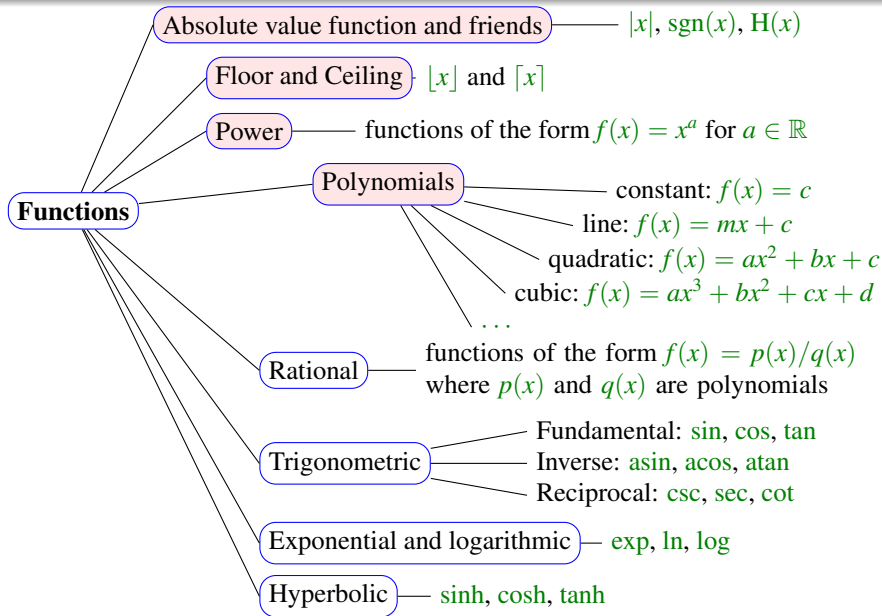 Absolute value function and friends |x|, sgn(x), H(x)
Floor and Ceiling ⌊x⌋ and ⌈x⌉
Power functions of the form f(x) = xᵃ for a ∈ ℝ
Polynomials
constant: f(x) = c
Functions
line: f(x) = mx + c
quadratic: f(x) = ax² + bx + c
cubic: f(x) = ax³ + bx² + cx + d
...
Rational functions of the form f(x) = p(x)/q(x)
where p(x) and q(x) are polynomials
Fundamental: sin, cos, tan
Trigonometric Inverse: asin, acos, atan
Reciprocal: csc, sec, cot
Exponential and logarithmic exp, ln, log
Hyperbolic sinh, cosh, tanh